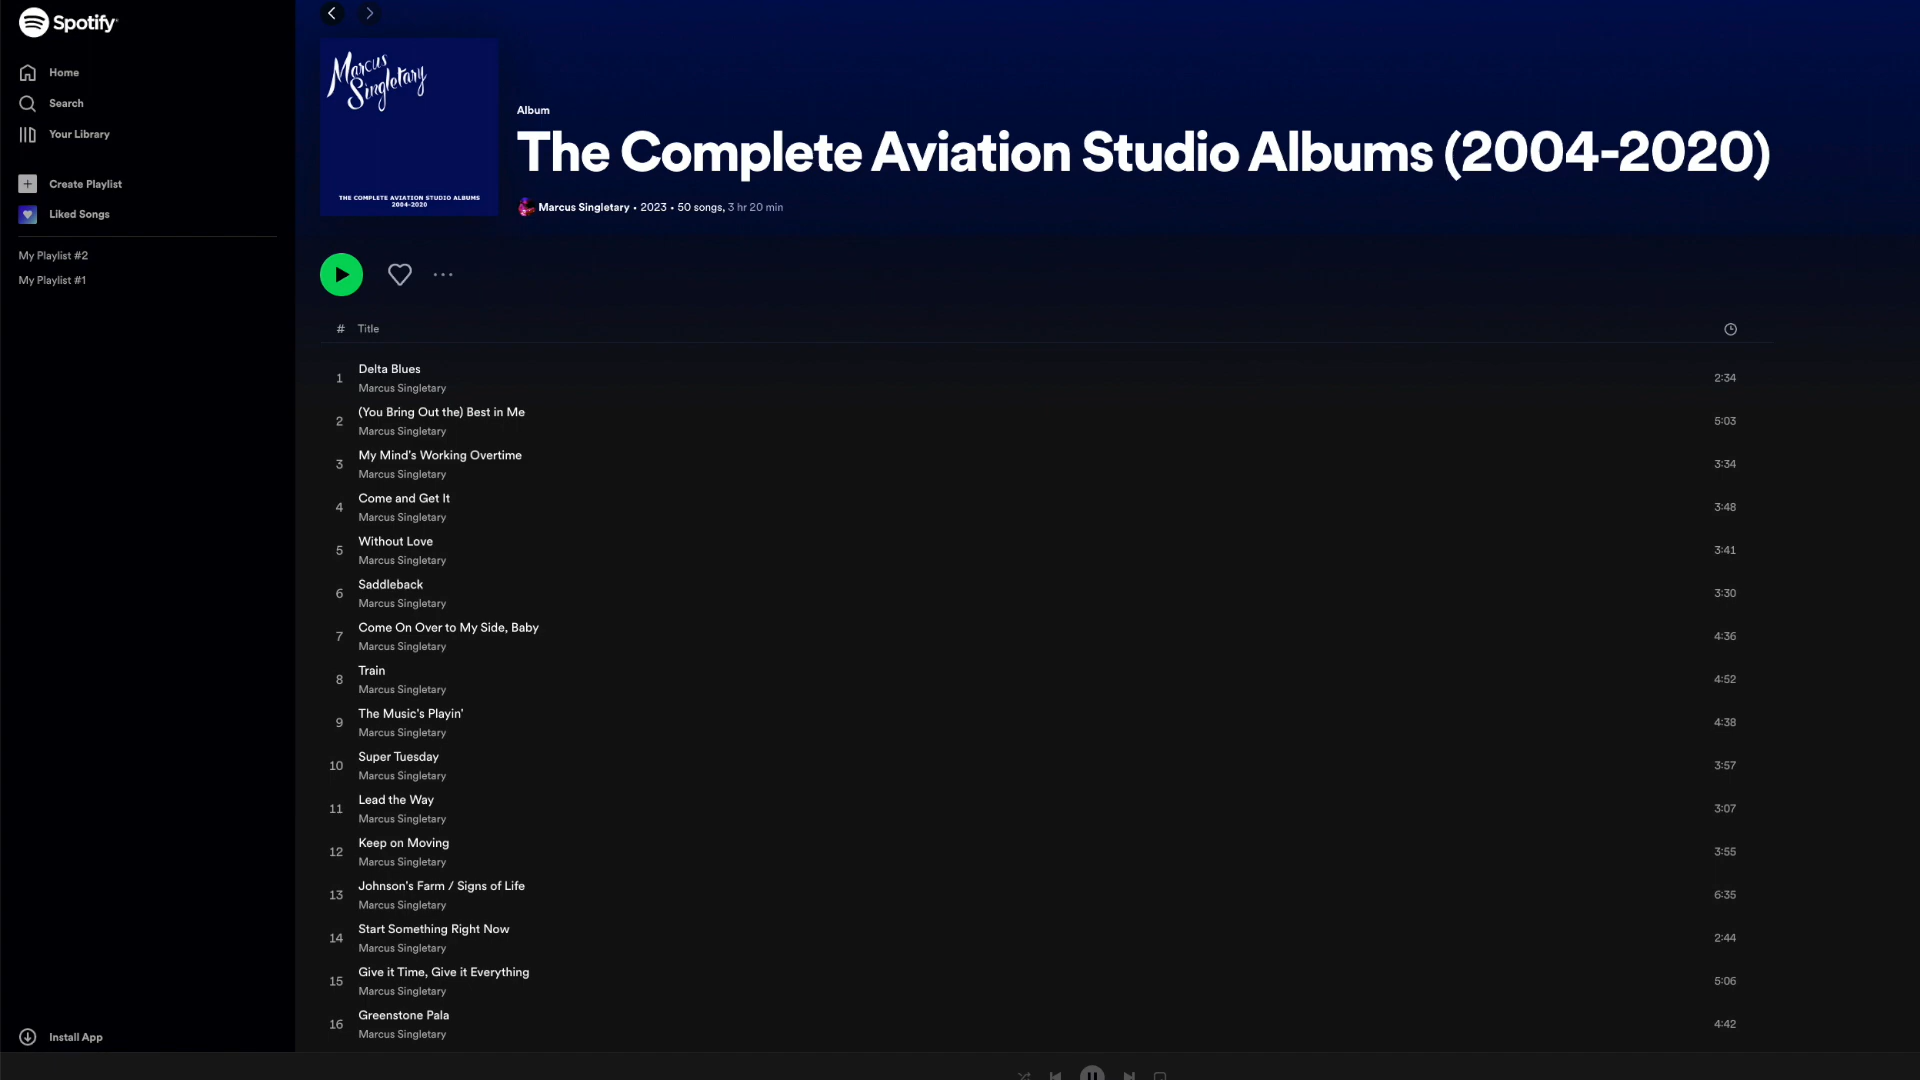 Spotify
Home
Search
Your Library
Create Playlist
Liked Songs
My Playlist #2
My Playlist #1
Install App
Marcus
Singletary
THE COMPLETE AVIATION STUDIO ALBUMS
2004-2020
Album
The Complete Aviation Studio Albums (2004-2020)
Marcus Singletary • 2023 • 50 songs, 3 hr 20 min
# Title
1 Delta Blues 2:34
Marcus Singletary
2 (You Bring Out the) Best in Me 5:03
Marcus Singletary
3 My Mind's Working Overtime 3:34
Marcus Singletary
4 Come and Get It 3:48
Marcus Singletary
5 Without Love 3:41
Marcus Singletary
6 Saddleback 3:30
Marcus Singletary
7 Come On Over to My Side, Baby 4:36
Marcus Singletary
8 Train 4:52
Marcus Singletary
9 The Music's Playin' 4:38
Marcus Singletary
10 Super Tuesday 3:57
Marcus Singletary
11 Lead the Way 3:07
Marcus Singletary
12 Keep on Moving 3:55
Marcus Singletary
13 Johnson's Farm / Signs of Life 6:35
Marcus Singletary
14 Start Something Right Now 2:44
Marcus Singletary
15 Give it Time, Give it Everything 5:06
Marcus Singletary
16 Greenstone Pala 4:42
Marcus Singletary